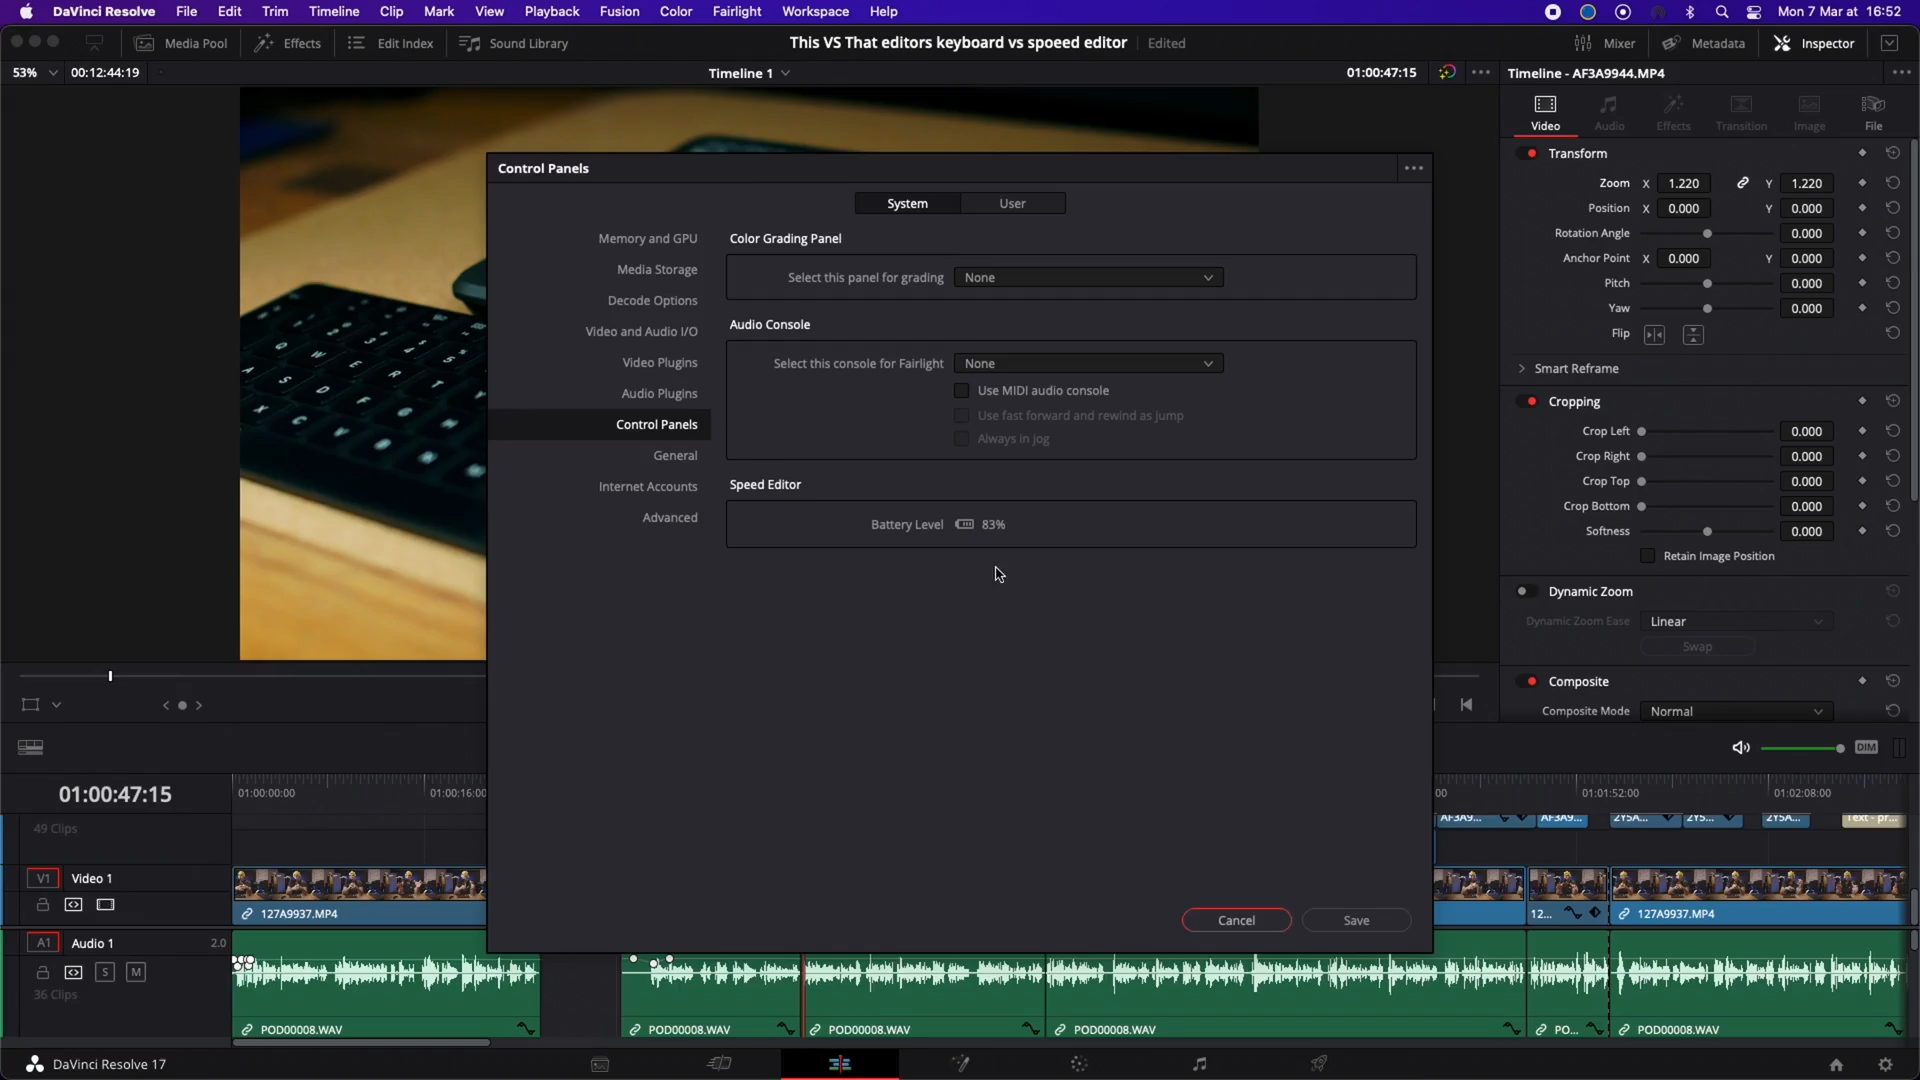 DaVinci Resolve File Edit Trim Timeline Clip Mark View Playback Fusion Color Fairlight Workspace Help Mon 7 Mar at 16:52
Media Pool Effects Edit Index Sound Library This VS That editors keyboard vs spoeed editor Edited Mixer Metadata Inspector
53% 00:12:44:19 Timeline 1 01:00:47:15 Timeline - AF3A9944.MP4
Video Audio Effects Transition Image File
Control Panels
System User
Memory and GPU
Media Storage
Decode Options
Video and Audio I/O
Video Plugins
Audio Plugins
Control Panels
General
Internet Accounts
Advanced
Color Grading Panel
Select this panel for grading None
Audio Console
Select this console for Fairlight None
Use MIDI audio console
Use fast forward and rewind as jump
Always in jog
Speed Editor
Battery Level 83%
Cancel Save
Transform
Zoom X 1.220 Y 1.220
Position X 0.000 Y 0.000
Rotation Angle 0.000
Anchor Point X 0.000 Y 0.000
Pitch 0.000
Yaw 0.000
Flip
Smart Reframe
Cropping
Crop Left 0.000
Crop Right 0.000
Crop Top 0.000
Crop Bottom 0.000
Softness 0.000
Retain Image Position
Dynamic Zoom
Dynamic Zoom Ease Linear
Swap
Composite
Composite Mode Normal
DIM
01:00:47:15 01:00:00:00 01:00:16:00 00 01:01:52:00 01:02:08:00
49 Clips AF3A9... AF3A9... 2Y5A... 2Y5... 2Y5A... Text - pr...
V1 Video 1
127A9937.MP4 12... 127A9937.MP4
A1 Audio 1 2.0
S M
36 Clips
POD00008.WAV POD00008.WAV POD00008.WAV POD00008.WAV PO... POD00008.WAV
DaVinci Resolve 17